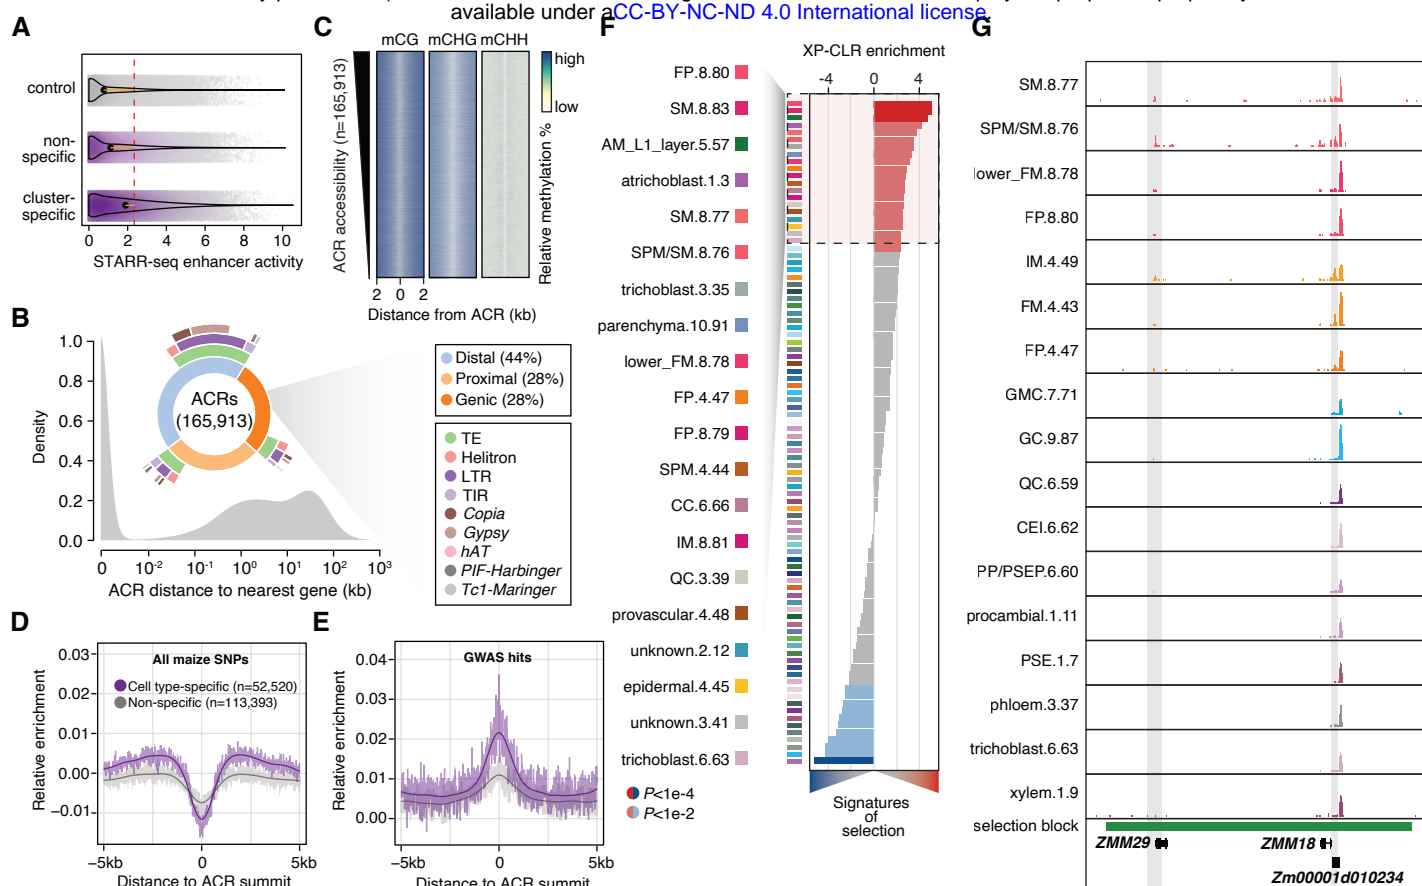 available under aCC-BY-NC-ND 4.0 International license.
A
control
non-
specific
cluster-
specific
0 2 4 6 8 10
STARR-seq enhancer activity
B
1.0
0.8
0.6
0.4
0.2
0.0
Density
ACRs
(165,913)
0 10-2 10-1 100 101 102 103
ACR distance to nearest gene (kb)
Distal (44%)
Proximal (28%)
Genic (28%)
TE
Helitron
LTR
TIR
Copia
Gypsy
hAT
PIF-Harbinger
Tc1-Maringer
C
mCG mCHG mCHH
ACR accessibility (n=165,913)
2 0 2
Distance from ACR (kb)
high
low
Relative methylation %
D
All maize SNPs
Cell type-specific (n=52,520)
Non-specific (n=113,393)
0.03
0.02
0.01
0.00
−0.01
Relative enrichment
−5kb 0 5kb
Distance to ACR summit
E
GWAS hits
0.04
0.03
0.02
0.01
0.00
Relative enrichment
−5kb 0 5kb
Distance to ACR summit
F
XP-CLR enrichment
-4 0 4
FP.8.80
SM.8.83
AM_L1_layer.5.57
atrichoblast.1.3
SM.8.77
SPM/SM.8.76
trichoblast.3.35
parenchyma.10.91
lower_FM.8.78
FP.4.47
FP.8.79
SPM.4.44
CC.6.66
IM.8.81
QC.3.39
provascular.4.48
unknown.2.12
epidermal.4.45
unknown.3.41
trichoblast.6.63
P<1e-4
P<1e-2
Signatures
of
selection
G
SM.8.77
SPM/SM.8.76
lower_FM.8.78
FP.8.80
IM.4.49
FM.4.43
FP.4.47
GMC.7.71
GC.9.87
QC.6.59
CEI.6.62
PP/PSEP.6.60
procambial.1.11
PSE.1.7
phloem.3.37
trichoblast.6.63
xylem.1.9
selection block
ZMM29 ZMM18
Zm00001d010234